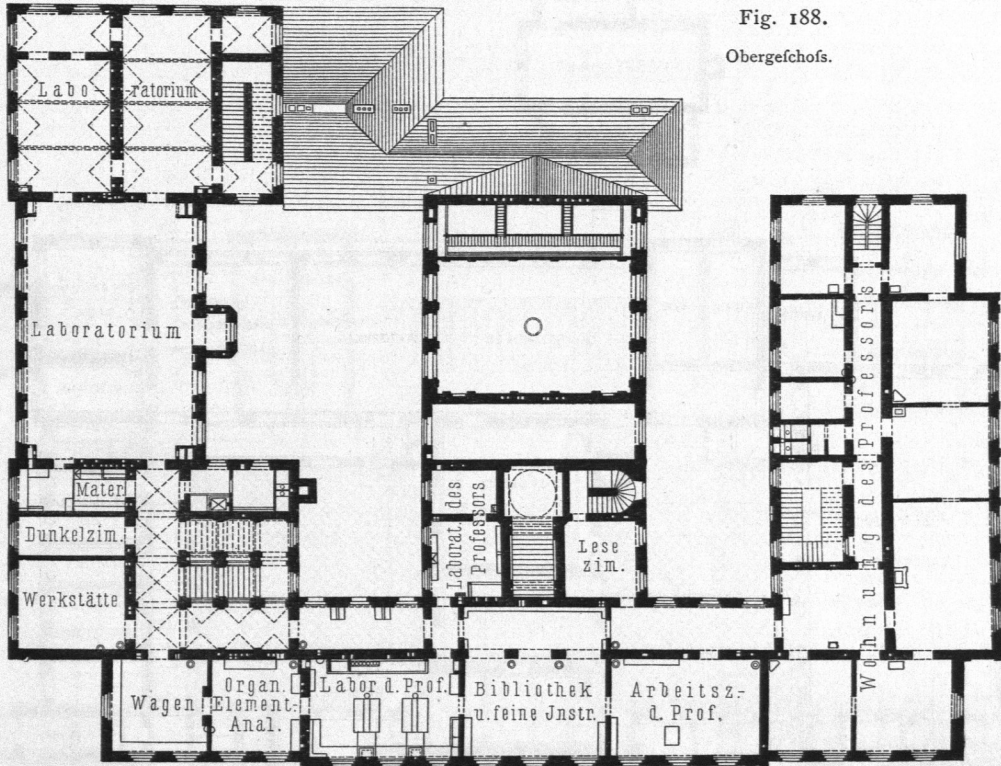 Fig. 188.
Obergeſchoſs.
Labo- ratorium
Laboratorium
Mater.
Dunkelzim.
Werkstätte
Laborat. des
Professors
Lese
zim.
Wohnung des Professors
Wagen
Organ.
Element-
Anal.
Labor d. Prof.
Bibliothek
u. feine Jnstr.
Arbeitsz.-
d. Prof.